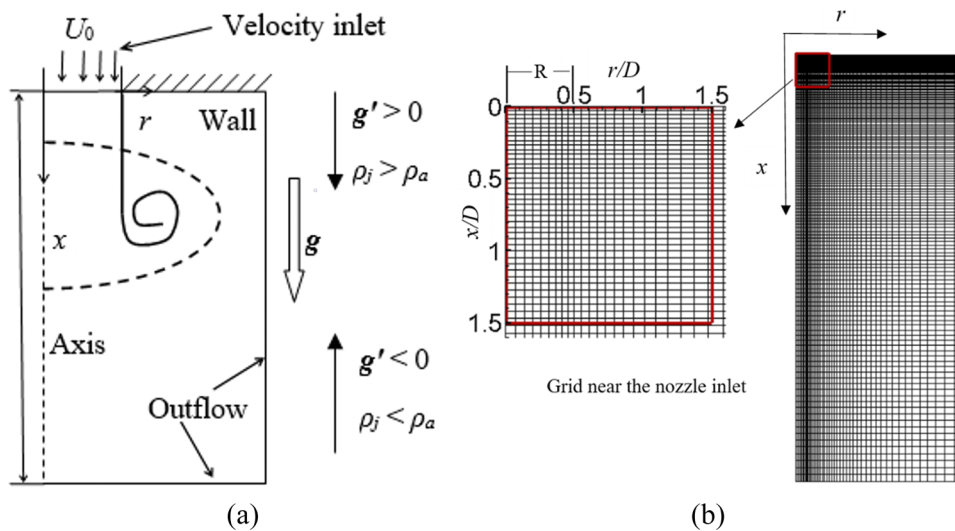 U₀
Velocity inlet
r
Wall
x
Axis
Outflow
g' > 0
ρⱼ > ρₐ
g
g' < 0
ρⱼ < ρₐ
(a)
R
r/D
0 0.5 1 1.5
0
0.5
1
1.5
x/D
Grid near the nozzle inlet
r
x
(b)